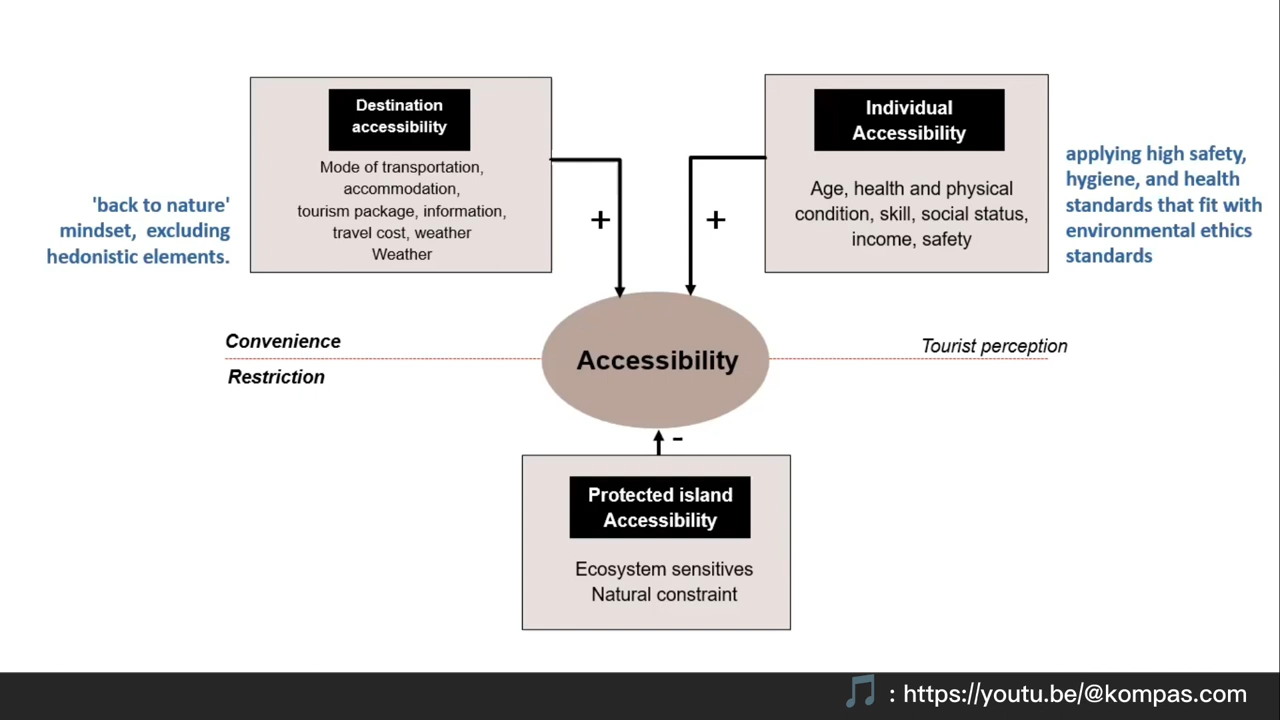 Destination
accessibility
Mode of transportation,
accommodation,
tourism package, information,
travel cost, weather
Weather
'back to nature'
mindset, excluding
hedonistic elements.
Individual
Accessibility
Age, health and physical
condition, skill, social status,
income, safety
applying high safety,
hygiene, and health
standards that fit with
environmental ethics
standards
+
+
Convenience
Restriction
Accessibility
Tourist perception
-
Protected island
Accessibility
Ecosystem sensitives
Natural constraint
: https://youtu.be/@kompas.com